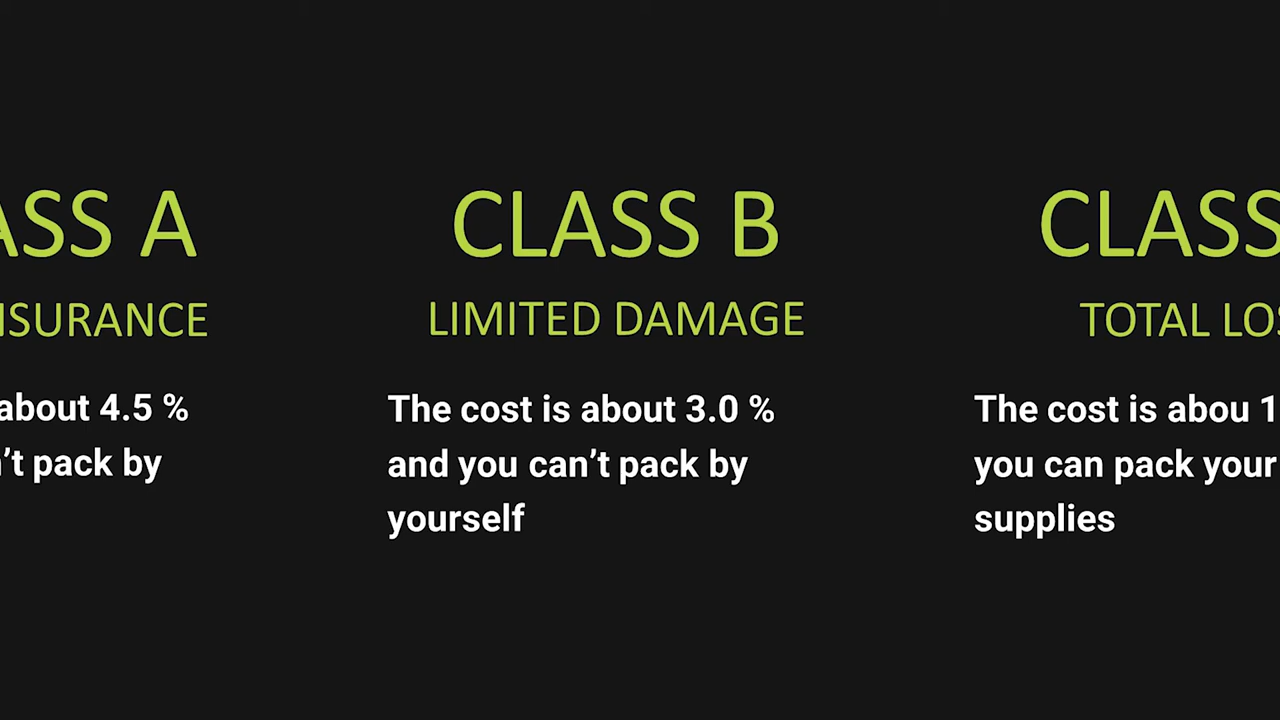 ASS A
NSURANCE
about 4.5 %
n’t pack by
CLASS B
LIMITED DAMAGE
The cost is about 3.0 %
and you can’t pack by
yourself
CLASS
TOTAL LOS
The cost is abou 1
you can pack your
supplies